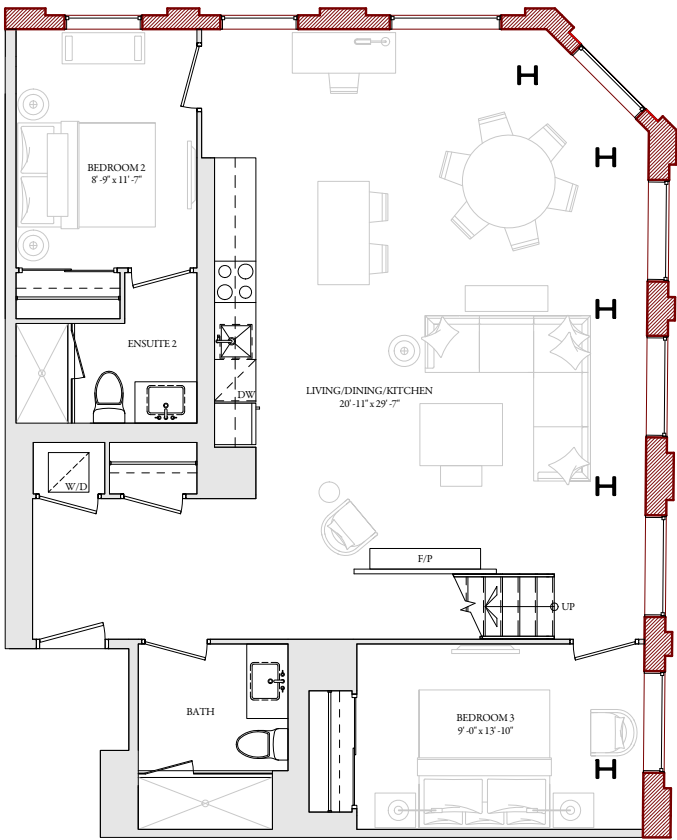 H
BEDROOM 2
8'-9" x 11'-7"
H
H
ENSUITE 2
DW
LIVING/DINING/KITCHEN
20'-11" x 29'-7"
W/D
H
F/P
UP
BATH
BEDROOM 3
9'-0" x 13'-10"
H